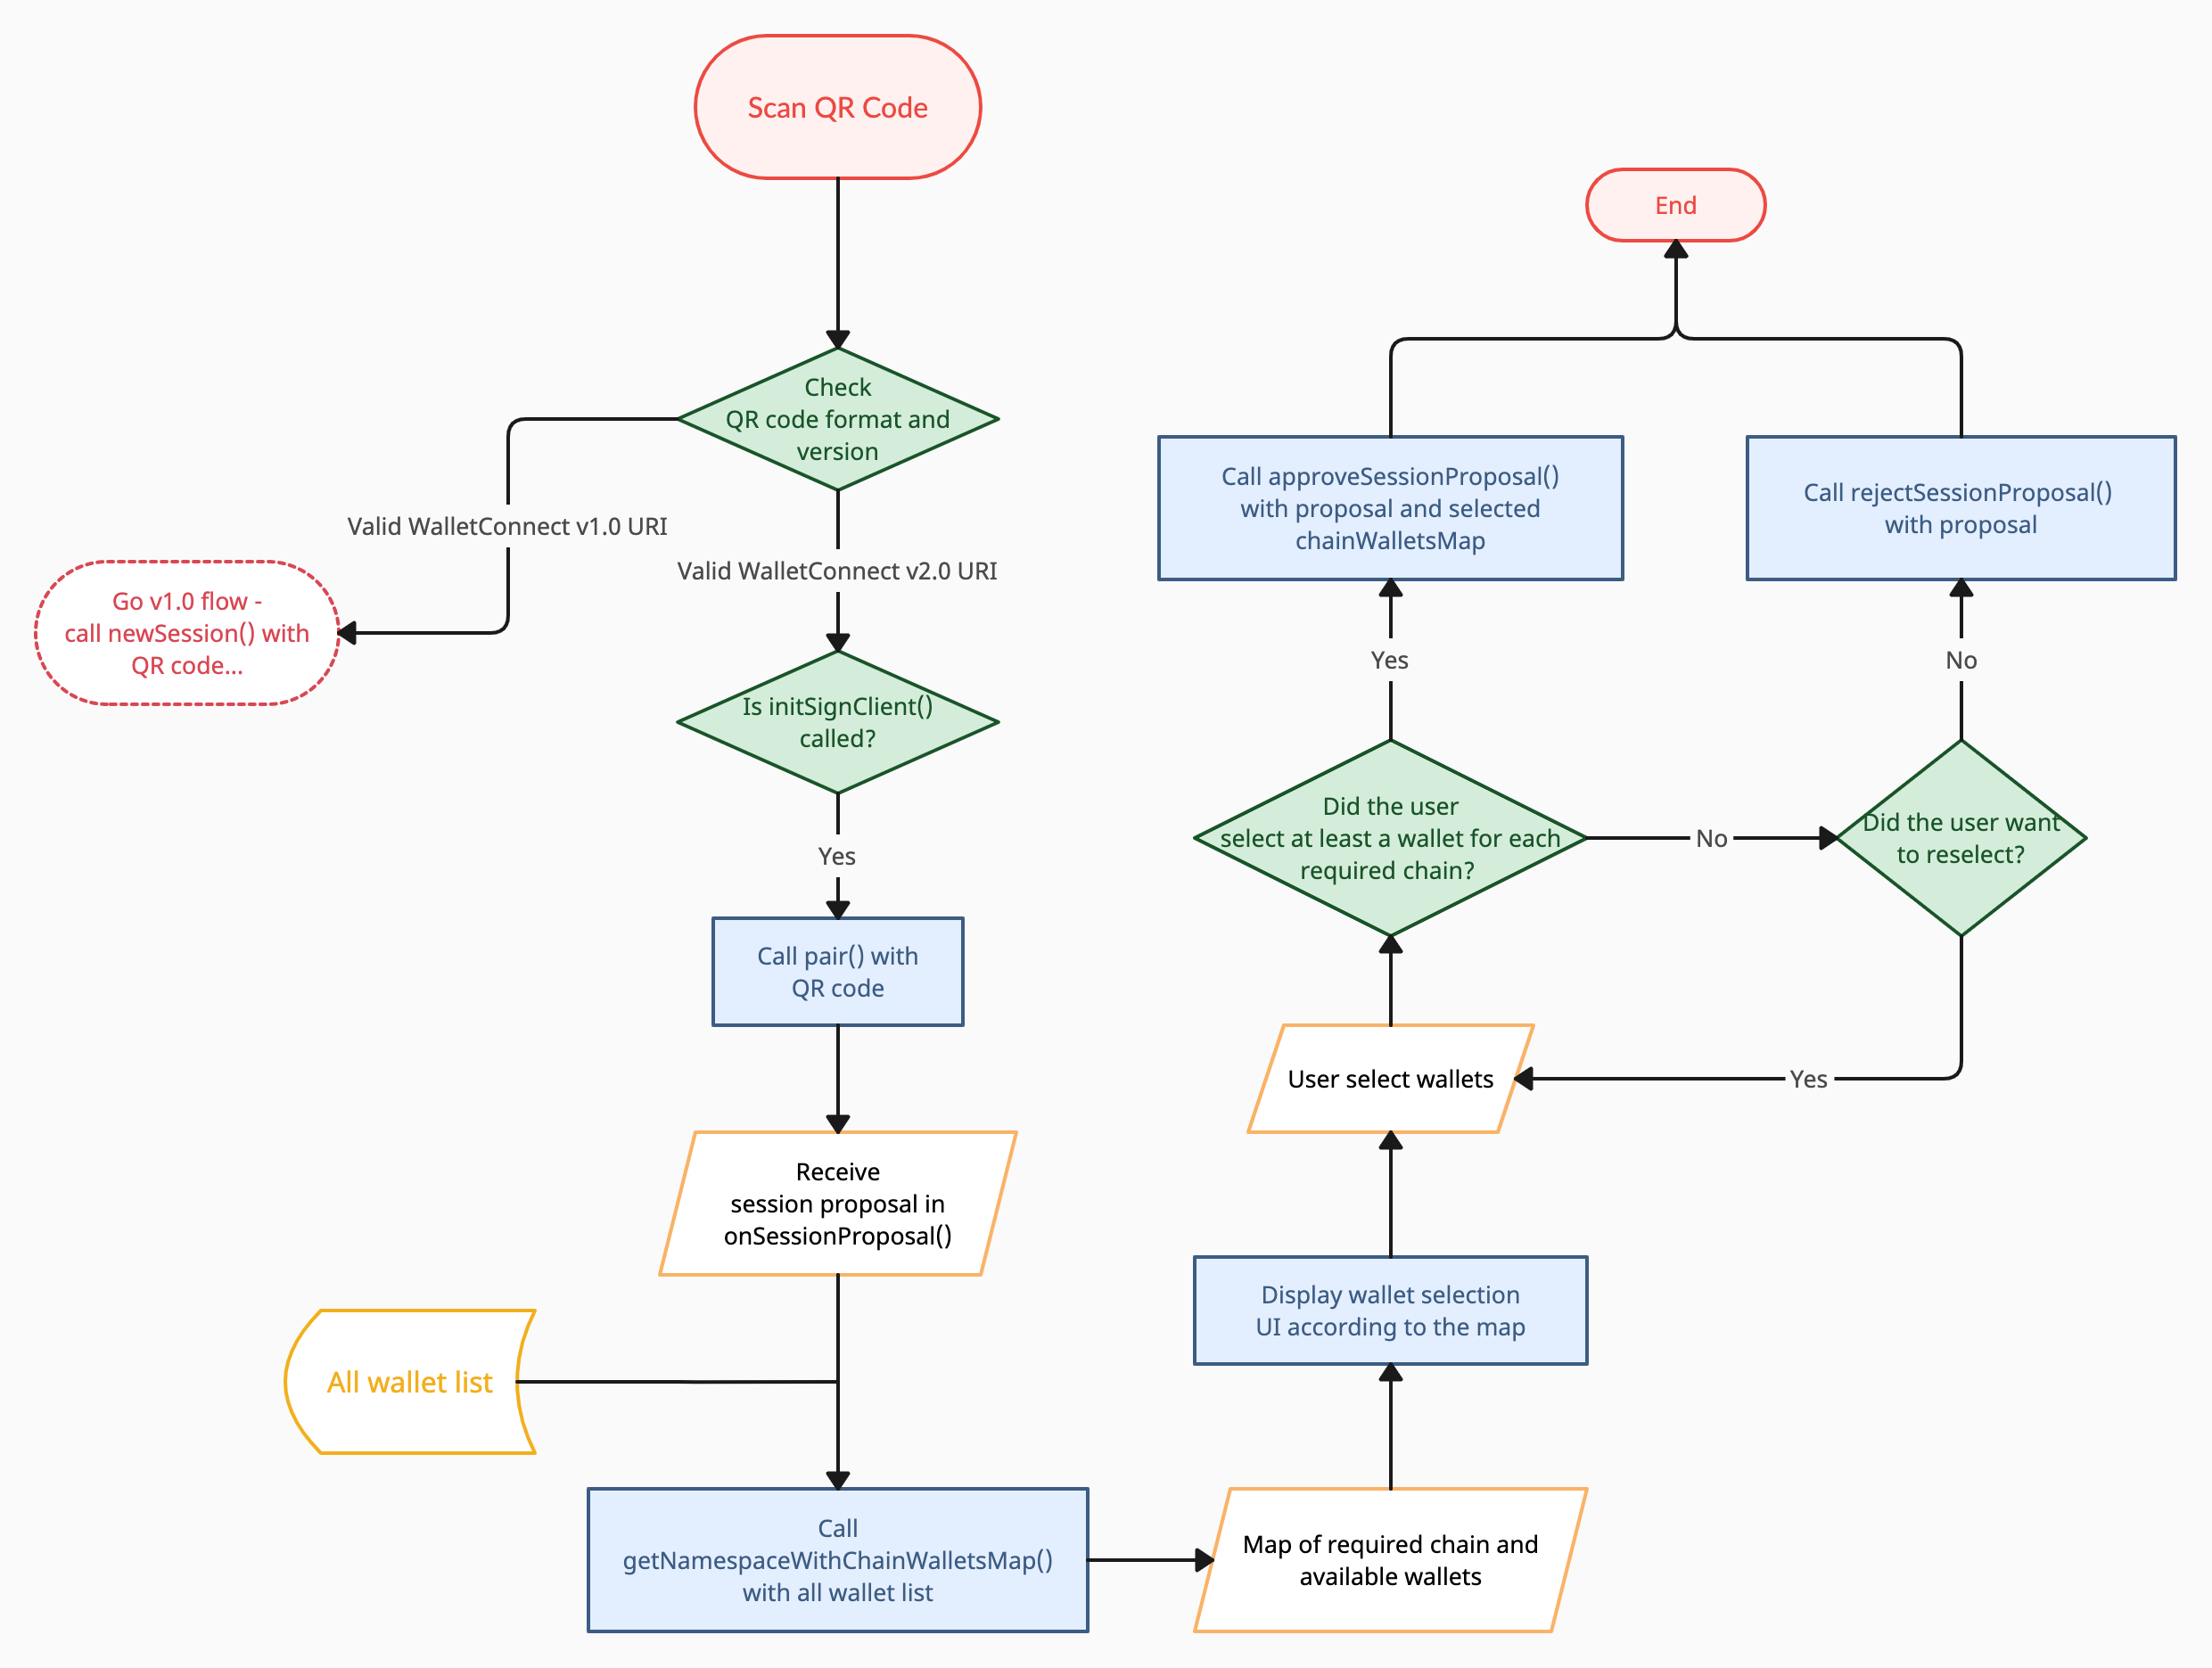 Scan QR Code
Check
QR code format and
version
Valid WalletConnect v1.0 URI
Go v1.0 flow -
call newSession() with
QR code...
Valid WalletConnect v2.0 URI
Is initSignClient()
called?
Yes
Call pair() with
QR code
Receive
session proposal in
onSessionProposal()
All wallet list
Call
getNamespaceWithChainWalletsMap()
with all wallet list
Map of required chain and
available wallets
Display wallet selection
UI according to the map
User select wallets
Did the user
select at least a wallet for each
required chain?
No
Did the user want
to reselect?
Yes
Yes
Call approveSessionProposal()
with proposal and selected
chainWalletsMap
No
Call rejectSessionProposal()
with proposal
End